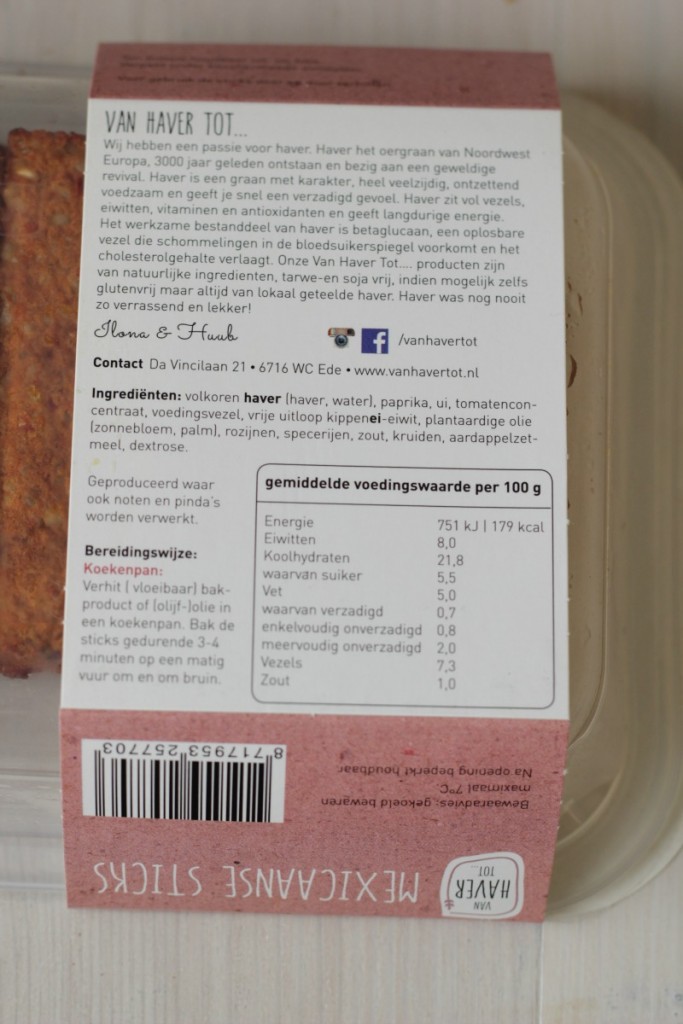 VAN HAVER TOT...
Wij hebben een passie voor haver. Haver het oergraan van Noordwest
Europa, 3000 jaar geleden ontstaan en bezig aan een geweldige
revival. Haver is een graan met karakter, heel veelzijdig, ontzettend
voedzaam en geeft je snel een verzadigd gevoel. Haver zit vol vezels,
eiwitten, vitaminen en antioxidanten en geeft langdurige energie.
Het werkzame bestanddeel van haver is betaglucaan, een oplosbare
vezel die schommelingen in de bloedsuikerspiegel voorkomt en het
cholesterolgehalte verlaagt. Onze Van Haver Tot.... producten zijn
van natuurlijke ingredienten, tarwe-en soja vrij, indien mogelijk zelfs
glutenvrij maar altijd van lokaal geteelde haver. Haver was nog nooit
zo verrassend en lekker!
Ilona & Huub
f /vanhavertot
Contact Da Vincilaan 21 • 6716 WC Ede • www.vanhavertot.nl
Ingrediënten: volkoren haver (haver, water), paprika, ui, tomatencon-
centraat, voedingsvezel, vrije uitloop kippenei-eiwit, plantaardige olie
(zonnebloem, palm), rozijnen, specerijen, zout, kruiden, aardappelzet-
meel, dextrose.
Geproduceerd waar
ook noten en pinda's
worden verwerkt.
Bereidingswijze:
Koekenpan:
Verhit ( vloeibaar) bak-
product of (olijf-)olie in
een koekenpan. Bak de
sticks gedurende 3-4
minuten op een matig
vuur om en om bruin.
gemiddelde voedingswaarde per 100 g
Energie 751 kJ | 179 kcal
Eiwitten 8,0
Koolhydraten 21,8
waarvan suiker 5,5
Vet 5,0
waarvan verzadigd 0,7
enkelvoudig onverzadigd 0,8
meervoudig onverzadigd 2,0
Vezels 7,3
Zout 1,0
8 717953 257703
Bewaaradvies: gekoeld bewaren
maximaal 7°C.
Na opening beperkt houdbaar
VAN
HAVER
TOT...
MEXICAANSE STICKS